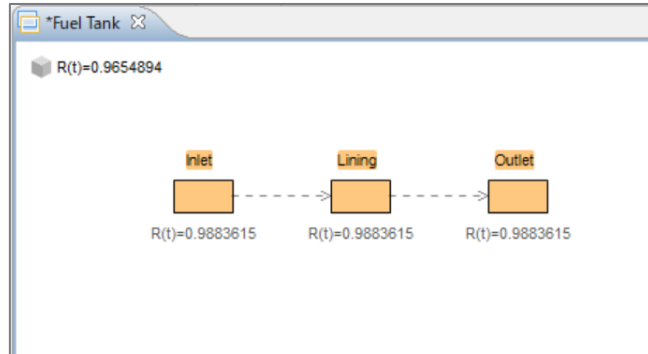 *Fuel Tank
R(t)=0.9654894
Inlet Lining Outlet
R(t)=0.9883615 R(t)=0.9883615 R(t)=0.9883615